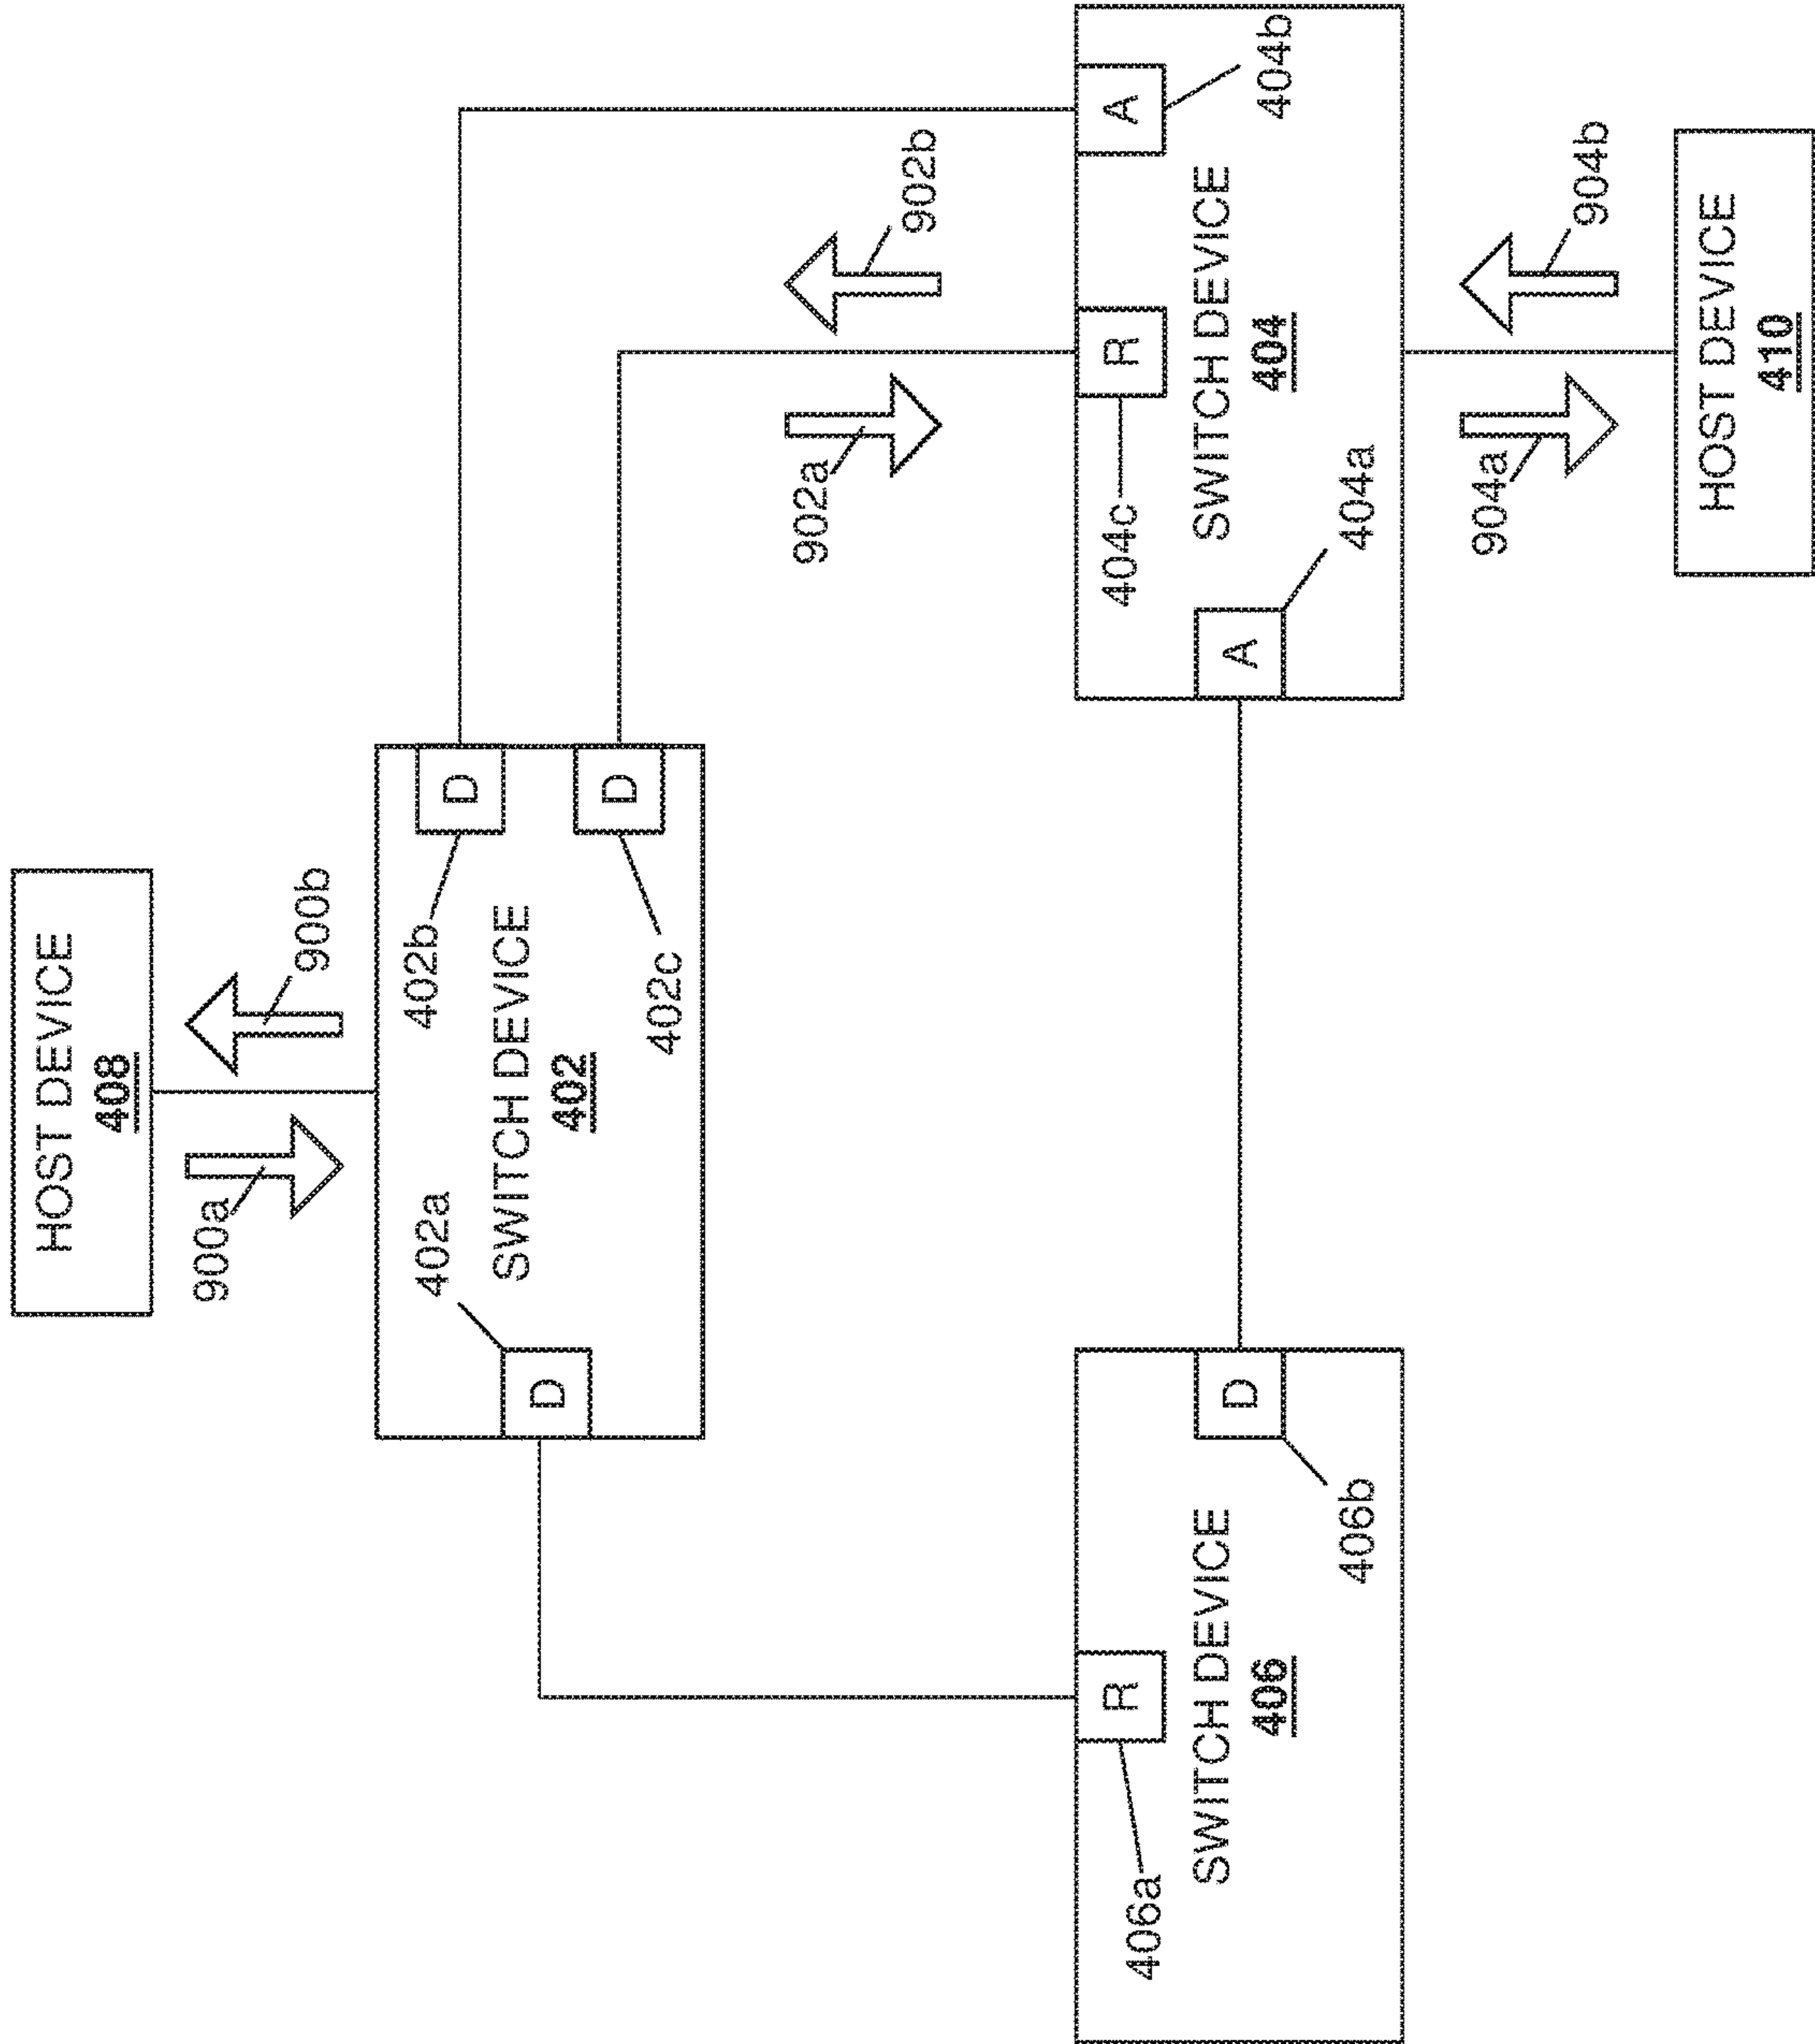 HOST DEVICE
408
900a
900b
402a
SWITCH DEVICE
402
402b
402c
D
D
D
902a
902b
406a
R
SWITCH DEVICE
406
D
406b
404c
R
A
404b
SWITCH DEVICE
404
A
404a
904a
904b
HOST DEVICE
410